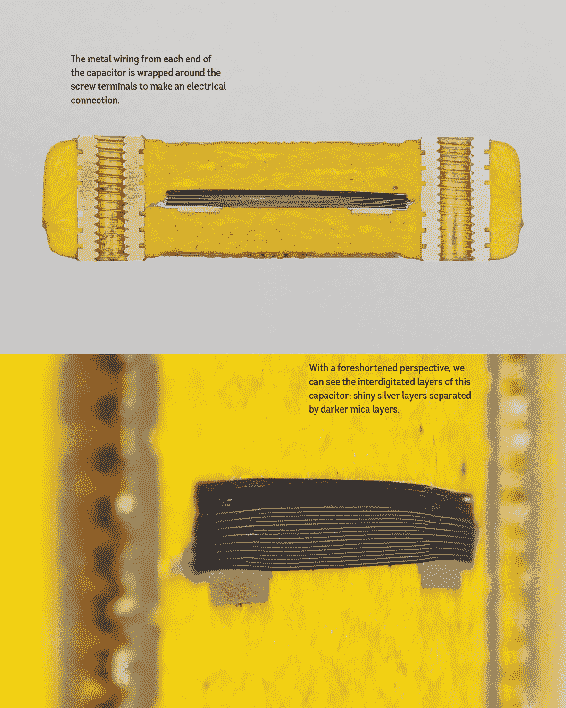 The metal wiring from each end of
the capacitor is wrapped around the
screw terminals to make an electrical
connection.
With a foreshortened perspective, we
can see the interdigitated layers of this
capacitor: shiny silver layers separated
by darker mica layers.